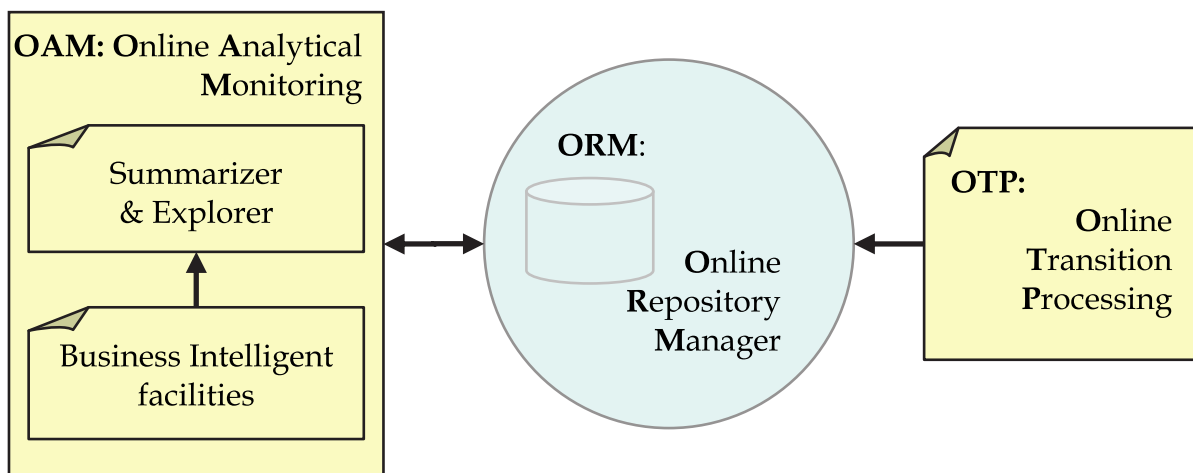 OAM: Online Analytical
Monitoring
Summarizer
& Explorer
Business Intelligent
facilities
ORM:
Online
Repository
Manager
OTP:
Online
Transition
Processing